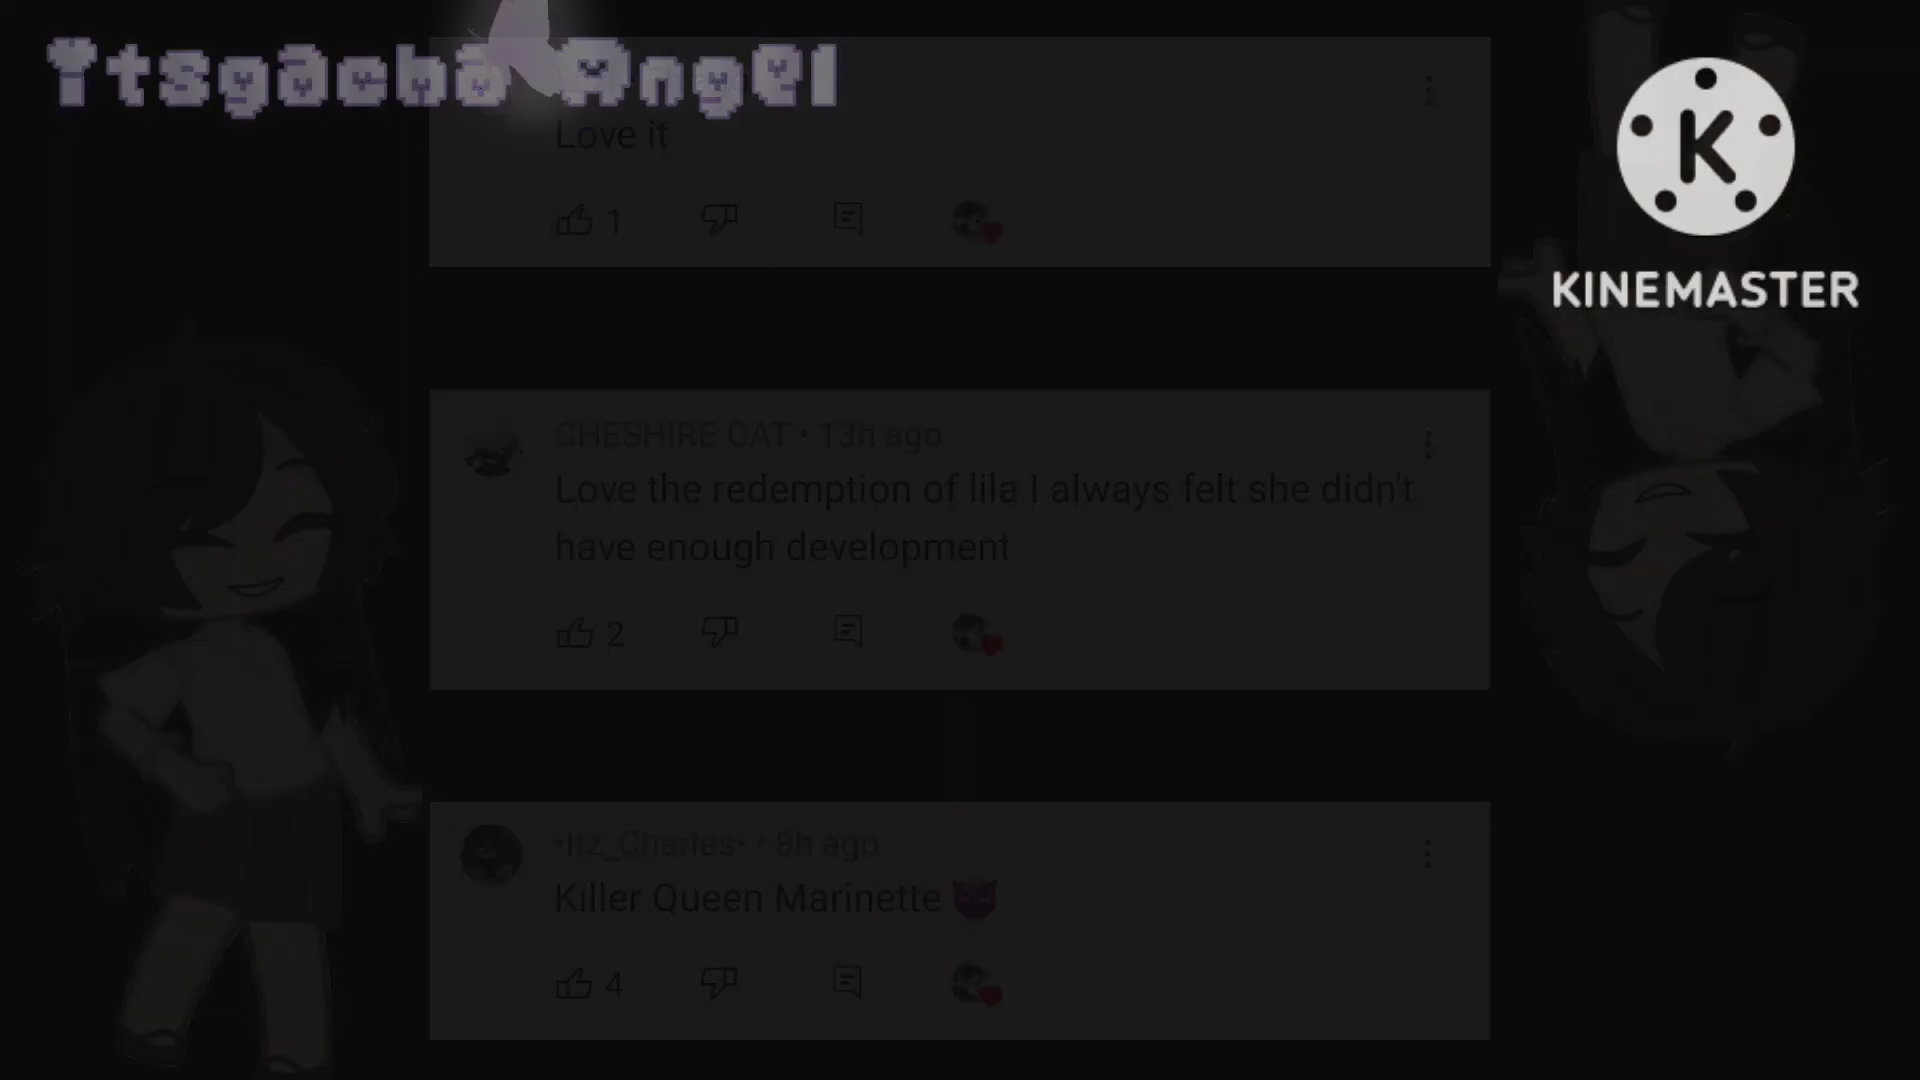 Itsgacha Angel
Love it
1
KINEMASTER
CHESHIRE CAT • 13h ago
Love the redemption of lila I always felt she didn't
have enough development
2
•Itz_Charles• • 8h ago
Killer Queen Marinette 😈
4